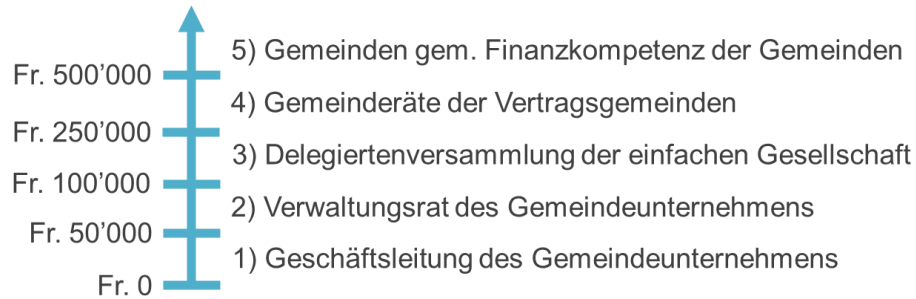 5) Gemeinden gem. Finanzkompetenz der Gemeinden
Fr. 500’000
4) Gemeinderäte der Vertragsgemeinden
Fr. 250’000
3) Delegiertenversammlung der einfachen Gesellschaft
Fr. 100’000
2) Verwaltungsrat des Gemeindeunternehmens
Fr. 50’000
1) Geschäftsleitung des Gemeindeunternehmens
Fr. 0